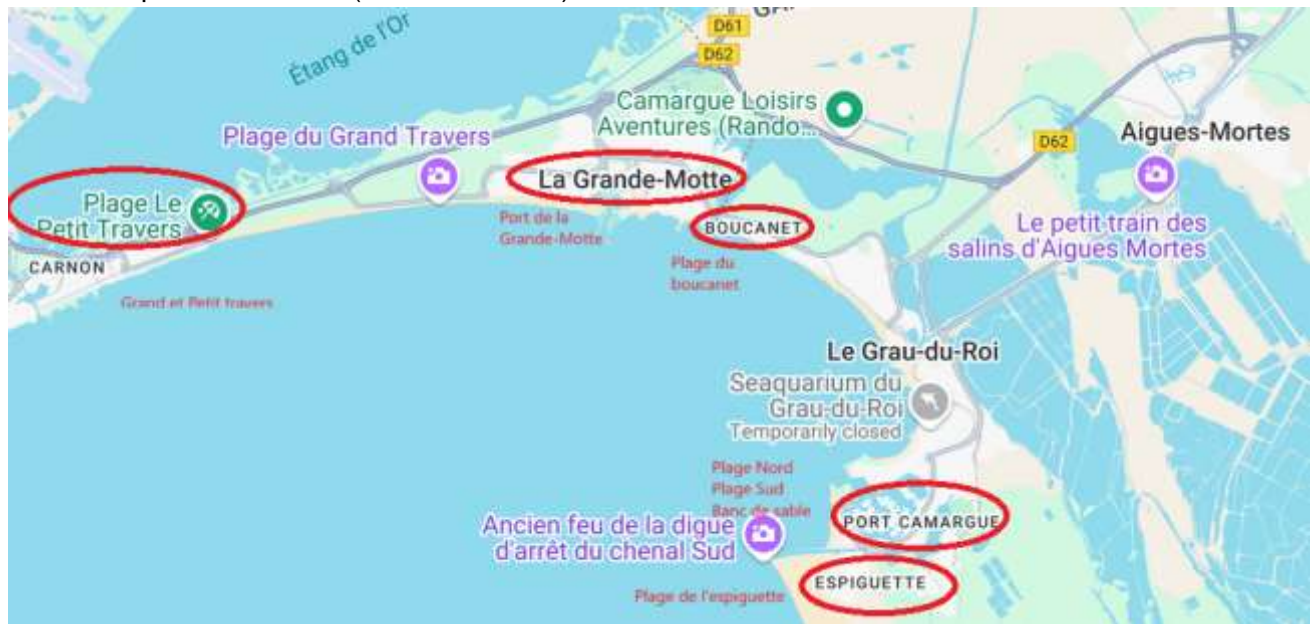 Étang de l'Or
D61
D62
Camargue Loisirs
Aventures (Rando...
Plage du Grand Travers
D62
Aigues-Mortes
La Grande-Motte
Plage Le
Petit Travers
Port de la
Grande-Motte
BOUCANET
Le petit train des
salins d'Aigues Mortes
CARNON
Plage du
boucanet
Grand et Petit travers
Le Grau-du-Roi
Seaquarium du
Grau-du-Roi
Temporarily closed
Plage Nord
Plage Sud
Banc de sable
Ancien feu de la digue
d'arrêt du chenal Sud
PORT CAMARGUE
ESPIGUETTE
Plage de l'espiguette